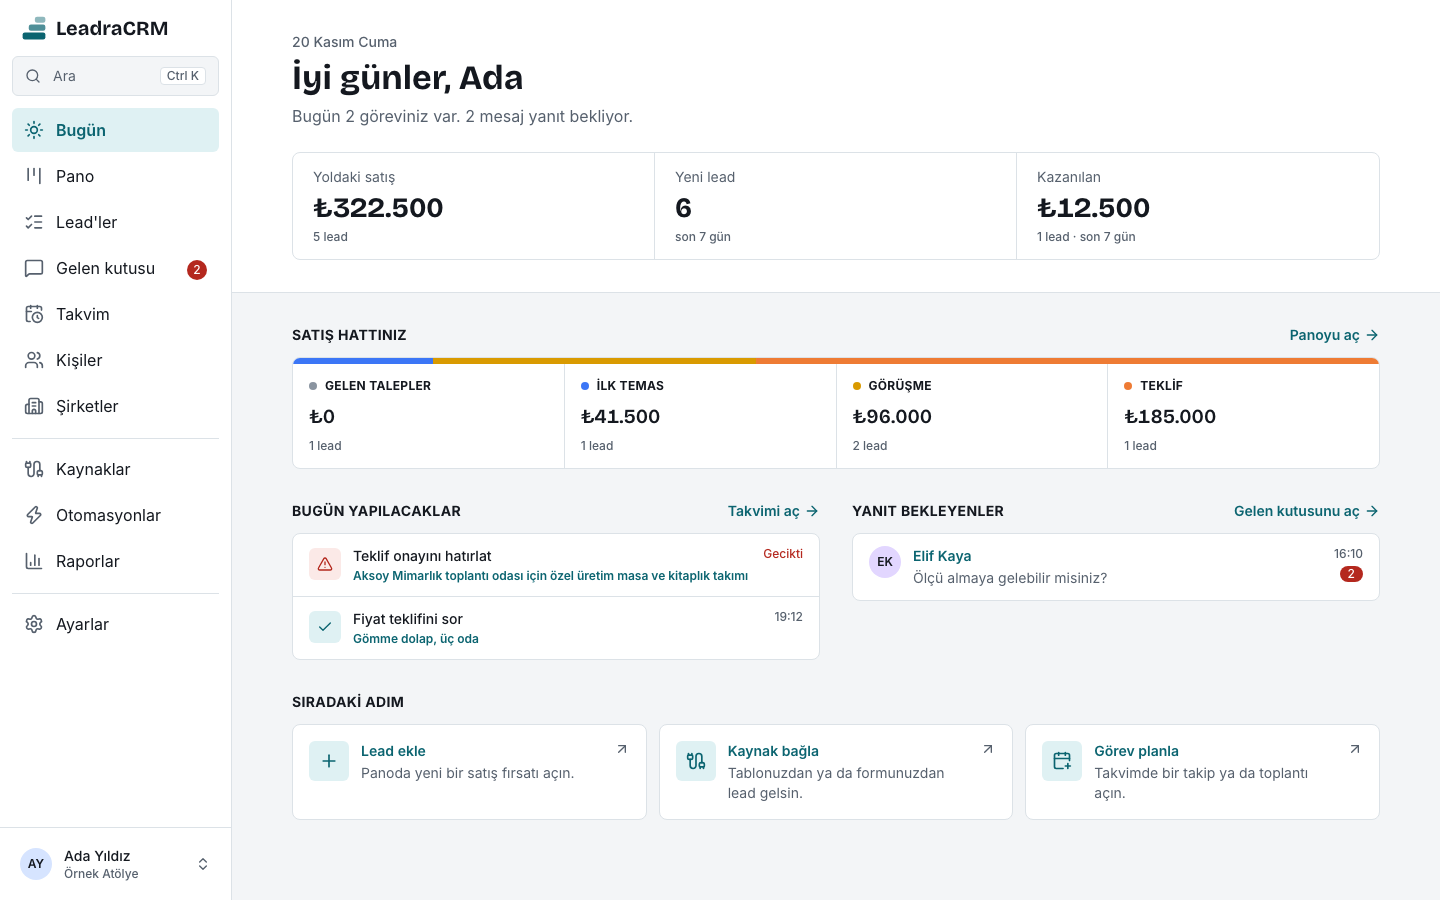 LeadraCRM
Ara
Ctrl K
Bugün
Pano
Lead'ler
Gelen kutusu
2
Takvim
Kişiler
Şirketler
Kaynaklar
Otomasyonlar
Raporlar
Ayarlar
AY
Ada Yıldız
Örnek Atölye
20 Kasım Cuma
İyi günler, Ada
Bugün 2 göreviniz var. 2 mesaj yanıt bekliyor.
Yoldaki satış
₺322.500
5 lead
Yeni lead
6
son 7 gün
Kazanılan
₺12.500
1 lead · son 7 gün
SATIŞ HATTINIZ
Panoyu aç
GELEN TALEPLER
₺0
1 lead
İLK TEMAS
₺41.500
1 lead
GÖRÜŞME
₺96.000
2 lead
TEKLİF
₺185.000
1 lead
BUGÜN YAPILACAKLAR
Takvimi aç
Teklif onayını hatırlat
Gecikti
Aksoy Mimarlık toplantı odası için özel üretim masa ve kitaplık takımı
Fiyat teklifini sor
19:12
Gömme dolap, üç oda
YANIT BEKLEYENLER
Gelen kutusunu aç
EK
Elif Kaya
16:10
Ölçü almaya gelebilir misiniz?
2
SIRADAKİ ADIM
Lead ekle
Panoda yeni bir satış fırsatı açın.
Kaynak bağla
Tablonuzdan ya da formunuzdan
lead gelsin.
Görev planla
Takvimde bir takip ya da toplantı
açın.